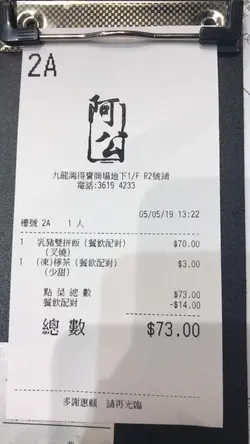 2A
阿公
九龍灣得寶商場地下1/F R2號舖
電話:3619 4233
05/05/19 13:22
檯號 2A 1 人
1 乳豬雙拼飯 (餐飲配對) $70.00
(叉燒)
1 (凍)檸茶 (餐飲配對) $3.00
(少甜)
點菜總數 $73.00
餐飲配對 -$14.00
總數 $73.00
多謝惠顧 請再光臨